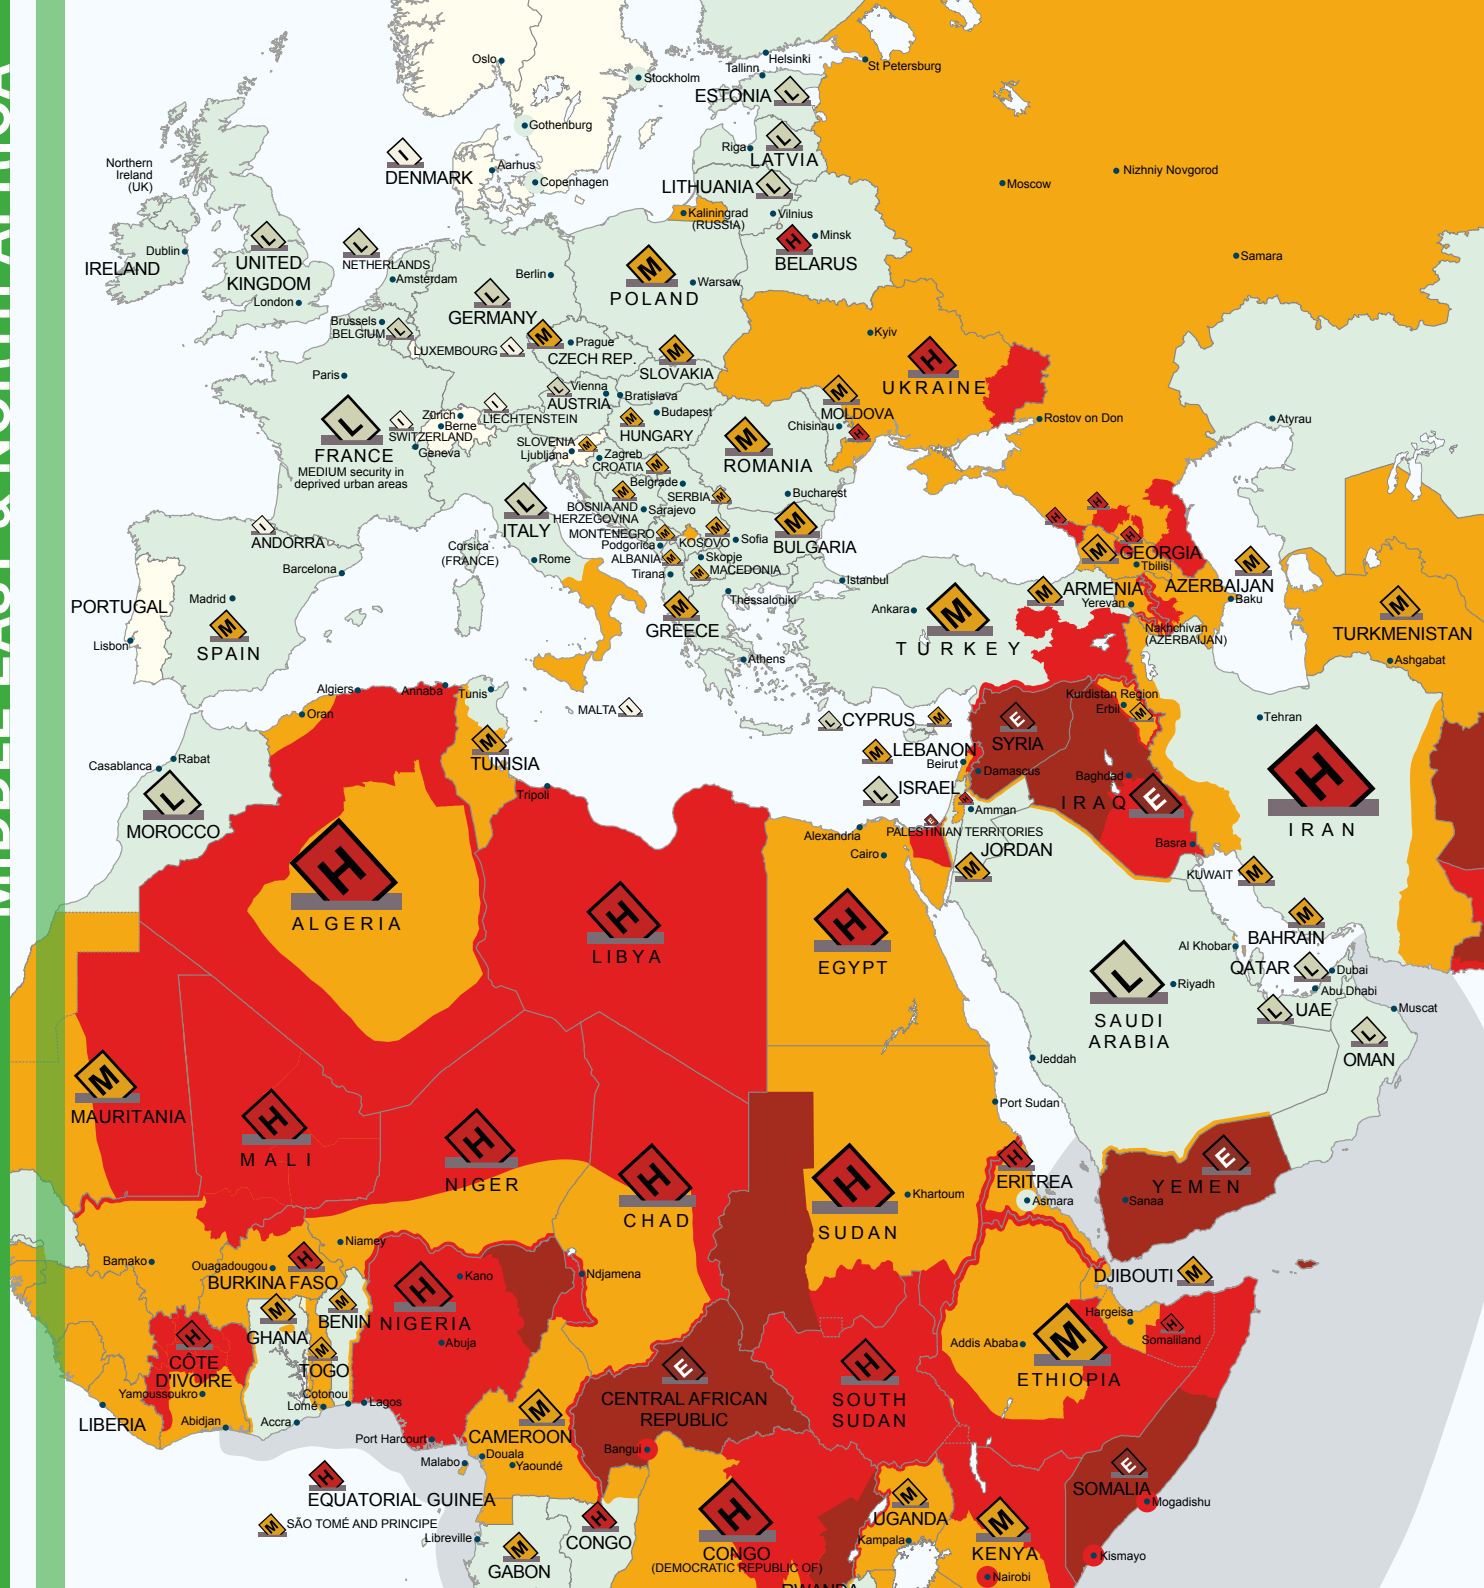 MIDDLE EAST & NORTH AFRICA
Oslo
Stockholm
Helsinki
Tallinn
St Petersburg
ESTONIA
L
Gothenburg
Riga
L
LATVIA
Moscow
Nizhniy Novgorod
Northern
Ireland
(UK)
I
DENMARK
Aarhus
Copenhagen
LITHUANIA
L
Kaliningrad
(RUSSIA)
Vilnius
H
Minsk
BELARUS
Dublin
IRELAND
L
UNITED
KINGDOM
London
L
NETHERLANDS
Amsterdam
Berlin
M
POLAND
Warsaw
Samara
L
GERMANY
Brussels
BELGIUM
L
LUXEMBOURG
I
M
Prague
CZECH REP.
M
SLOVAKIA
Kyiv
H
UKRAINE
Paris
L
FRANCE
MEDIUM security in
deprived urban areas
I
SWITZERLAND
Zürich
Berne
Geneva
I
LIECHTENSTEIN
L
Vienna
AUSTRIA
Bratislava
Budapest
M
HUNGARY
M
MOLDOVA
Chisinau
H
Rostov on Don
Atyrau
SLOVENIA
M
Ljubljana
Zagreb
CROATIA
M
M
ROMANIA
Bucharest
Belgrade
SERBIA
M
M
BOSNIA AND
HERZEGOVINA
Sarajevo
L
ITALY
Rome
MONTENEGRO
M
Podgorica
KOSOVO
M
Sofia
M
BULGARIA
ALBANIA
M
Skopje
M
MACEDONIA
Tirana
Thessaloniki
Corsica
(FRANCE)
I
ANDORRA
Barcelona
PORTUGAL
Lisbon
Madrid
M
SPAIN
M
GREECE
Athens
Istanbul
Ankara
M
TURKEY
H
H
H
M
GEORGIA
Tbilisi
M
ARMENIA
Yerevan
M
AZERBAIJAN
Baku
Nakhchivan
(AZERBAIJAN)
M
TURKMENISTAN
Ashgabat
Algiers
Annaba
Tunis
Oran
MALTA
I
M
TUNISIA
Tripoli
Rabat
Casablanca
L
MOROCCO
L
CYPRUS
M
M
LEBANON
Beirut
L
ISRAEL
E
SYRIA
Damascus
Kurdistan Region
Erbil
M
Tehran
H
IRAN
Baghdad
IRAQ
E
Basra
H
Amman
E
PALESTINIAN TERRITORIES
M
JORDAN
Alexandria
Cairo
KUWAIT
M
M
BAHRAIN
Al Khobar
QATAR
L
Dubai
Abu Dhabi
L
UAE
Muscat
L
OMAN
L
Riyadh
SAUDI
ARABIA
Jeddah
H
ALGERIA
H
LIBYA
H
EGYPT
M
MAURITANIA
H
MALI
H
NIGER
H
CHAD
H
SUDAN
Khartoum
Port Sudan
H
ERITREA
Asmara
E
YEMEN
Sanaa
Bamako
Ouagadougou
H
BURKINA FASO
Niamey
H
Kano
NIGERIA
Abuja
Ndjamena
M
BENIN
M
GHANA
M
TOGO
H
CÔTE
D'IVOIRE
Yamoussoukro
Abidjan
LIBERIA
Cotonou
Lomé
Lagos
Accra
Port Harcourt
Malabo
M
CAMEROON
Douala
Yaoundé
E
CENTRAL AFRICAN
REPUBLIC
Bangui
H
SOUTH
SUDAN
DJIBOUTI
M
Hargeisa
H
Somaliland
Addis Ababa
M
ETHIOPIA
E
SOMALIA
Mogadishu
Kismayo
H
EQUATORIAL GUINEA
M
SÃO TOMÉ AND PRINCIPE
Libreville
M
GABON
H
CONGO
H
CONGO
(DEMOCRATIC REPUBLIC OF)
RWANDA
M
UGANDA
Kampala
M
KENYA
Nairobi